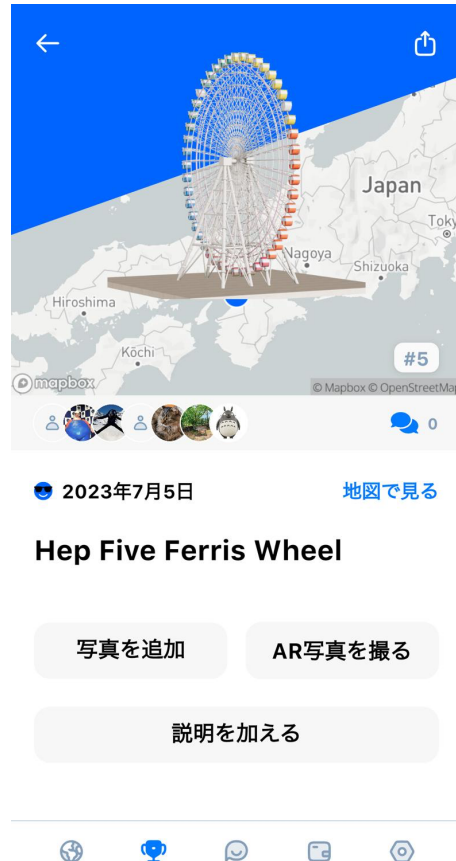 Japan
Toky
Nagoya
Shizuoka
Hiroshima
Kōchi
#5
mapbox
© Mapbox © OpenStreetMap
0
2023年7月5日
地図で見る
Hep Five Ferris Wheel
写真を追加
AR写真を撮る
説明を加える